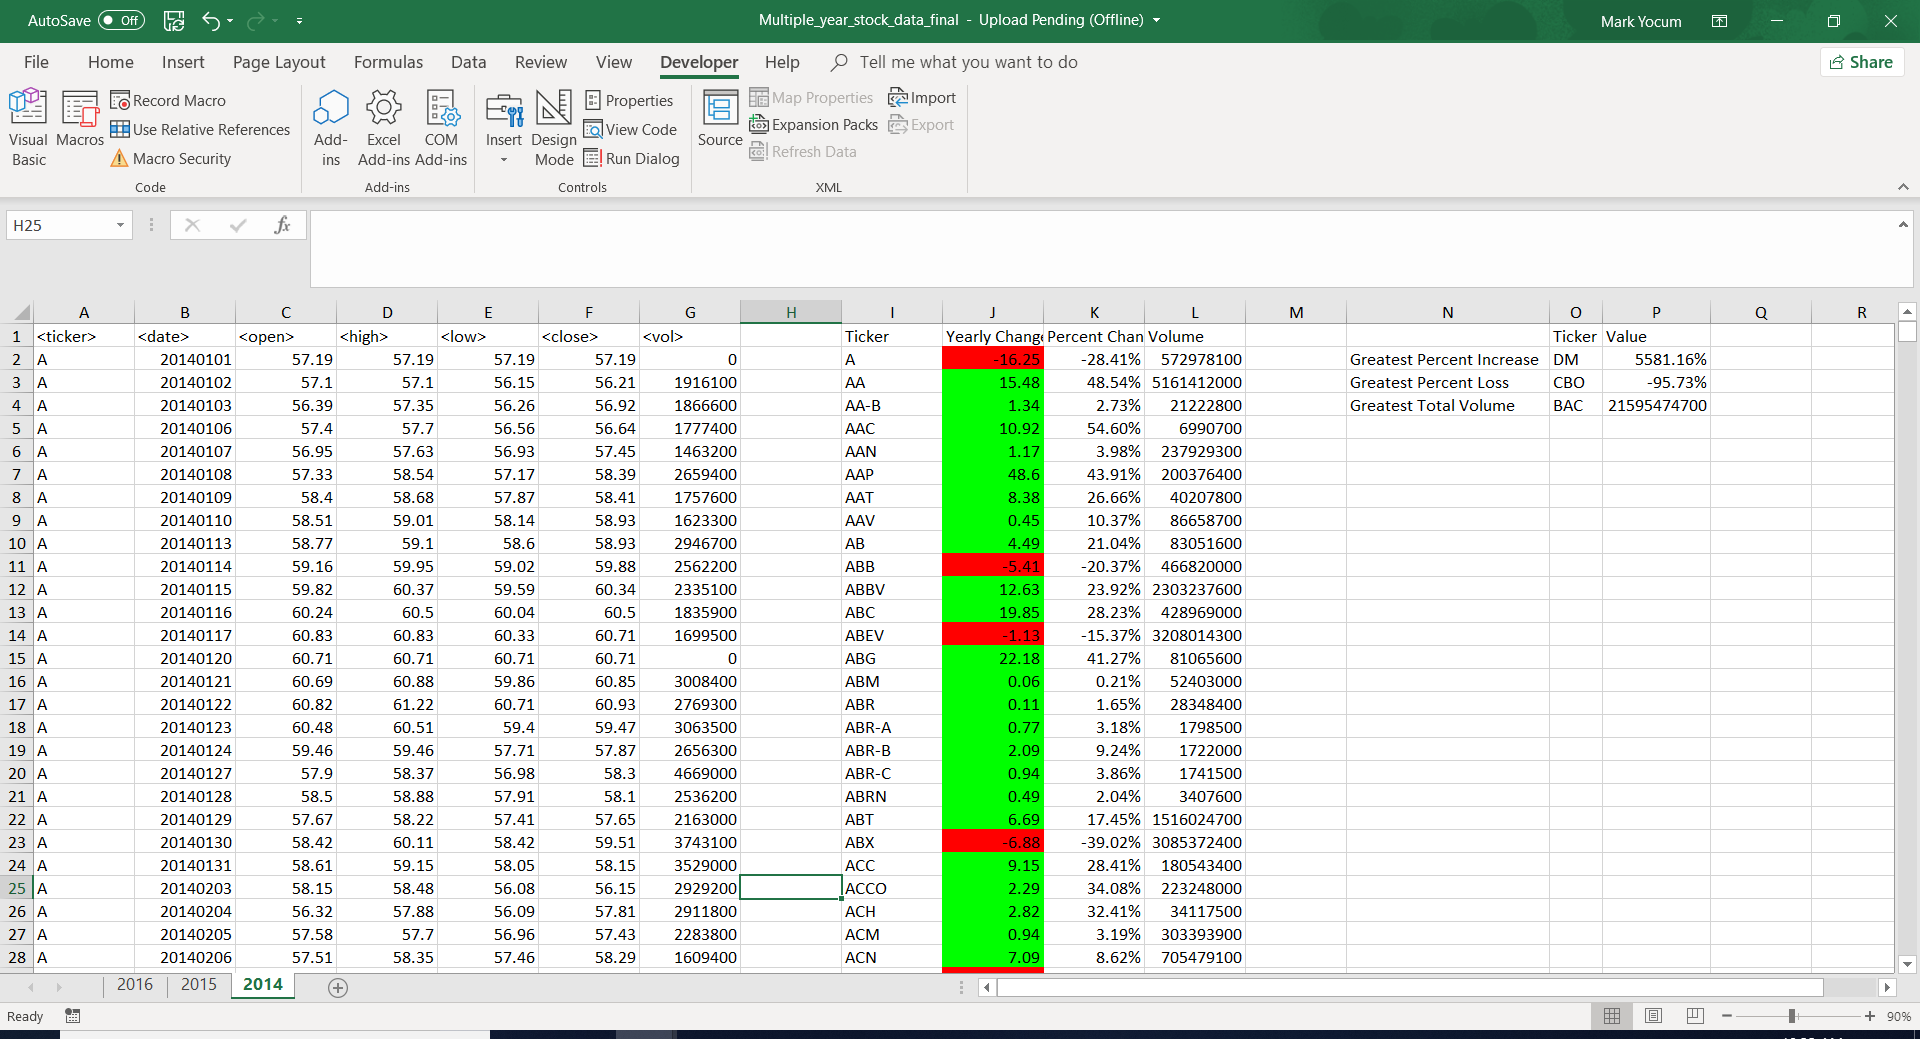 AutoSave Off Multiple_year_stock_data_final - Upload Pending (Offline) Mark Yocum
File Home Insert Page Layout Formulas Data Review View Developer Help Tell me what you want to do Share
Visual Basic
Macros
Record Macro
Use Relative References
Macro Security
Code
Add-ins
Excel Add-ins
COM Add-ins
Add-ins
Insert
Design Mode
Properties
View Code
Run Dialog
Controls
Source
Map Properties
Expansion Packs
Refresh Data
Import
Export
XML
H25 fx
A B C D E F G H I J K L M N O P Q R
1 <ticker> <date> <open> <high> <low> <close> <vol> Ticker Yearly Change Percent Chan Volume Ticker Value
2 A 20140101 57.19 57.19 57.19 57.19 0 A -16.25 -28.41% 572978100 Greatest Percent Increase DM 5581.16%
3 A 20140102 57.1 57.1 56.15 56.21 1916100 AA 15.48 48.54% 5161412000 Greatest Percent Loss CBO -95.73%
4 A 20140103 56.39 57.35 56.26 56.92 1866600 AA-B 1.34 2.73% 21222800 Greatest Total Volume BAC 21595474700
5 A 20140106 57.4 57.7 56.56 56.64 1777400 AAC 10.92 54.60% 6990700
6 A 20140107 56.95 57.63 56.93 57.45 1463200 AAN 1.17 3.98% 237929300
7 A 20140108 57.33 58.54 57.17 58.39 2659400 AAP 48.6 43.91% 200376400
8 A 20140109 58.4 58.68 57.87 58.41 1757600 AAT 8.38 26.66% 40207800
9 A 20140110 58.51 59.01 58.14 58.93 1623300 AAV 0.45 10.37% 86658700
10 A 20140113 58.77 59.1 58.6 58.93 2946700 AB 4.49 21.04% 83051600
11 A 20140114 59.16 59.95 59.02 59.88 2562200 ABB -5.41 -20.37% 466820000
12 A 20140115 59.82 60.37 59.59 60.34 2335100 ABBV 12.63 23.92% 2303237600
13 A 20140116 60.24 60.5 60.04 60.5 1835900 ABC 19.85 28.23% 428969000
14 A 20140117 60.83 60.83 60.33 60.71 1699500 ABEV -1.13 -15.37% 3208014300
15 A 20140120 60.71 60.71 60.71 60.71 0 ABG 22.18 41.27% 81065600
16 A 20140121 60.69 60.88 59.86 60.85 3008400 ABM 0.06 0.21% 52403000
17 A 20140122 60.82 61.22 60.71 60.93 2769300 ABR 0.11 1.65% 28348400
18 A 20140123 60.48 60.51 59.4 59.47 3063500 ABR-A 0.77 3.18% 1798500
19 A 20140124 59.46 59.46 57.71 57.87 2656300 ABR-B 2.09 9.24% 1722000
20 A 20140127 57.9 58.37 56.98 58.3 4669000 ABR-C 0.94 3.86% 1741500
21 A 20140128 58.5 58.88 57.91 58.1 2536200 ABRN 0.49 2.04% 3407600
22 A 20140129 57.67 58.22 57.41 57.65 2163000 ABT 6.69 17.45% 1516024700
23 A 20140130 58.42 60.11 58.42 59.51 3743100 ABX -6.88 -39.02% 3085372400
24 A 20140131 58.61 59.15 58.05 58.15 3529000 ACC 9.15 28.41% 180543400
25 A 20140203 58.15 58.48 56.08 56.15 2929200 ACCO 2.29 34.08% 223248000
26 A 20140204 56.32 57.88 56.09 57.81 2911800 ACH 2.82 32.41% 34117500
27 A 20140205 57.58 57.7 56.96 57.43 2283800 ACM 0.94 3.19% 303393900
28 A 20140206 57.51 58.35 57.46 58.29 1609400 ACN 7.09 8.62% 705479100
2016 2015 2014
Ready 90%